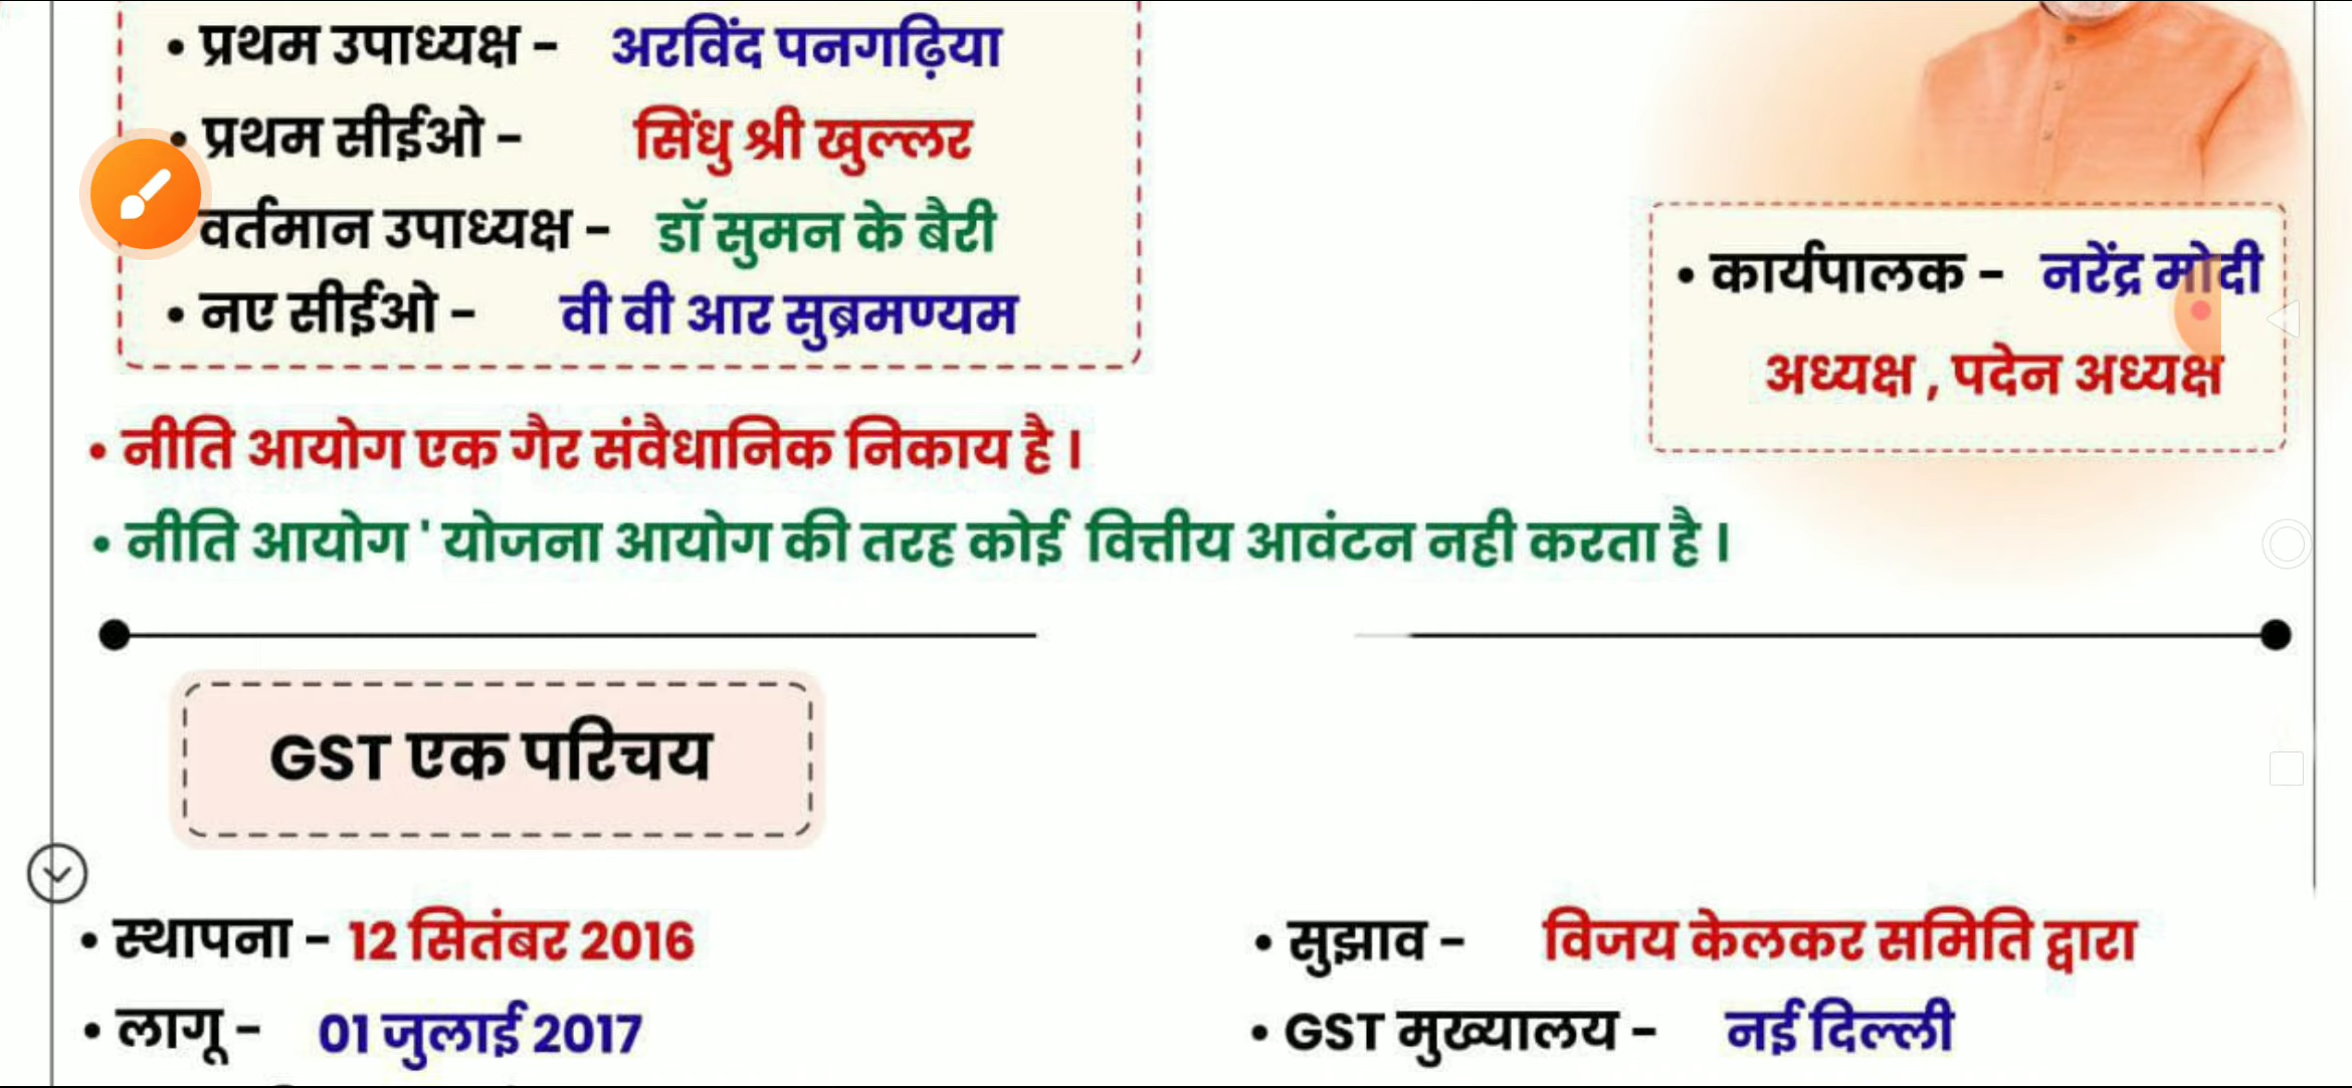 • प्रथम उपाध्यक्ष - अरविंद पनगढ़िया
• प्रथम सीईओ - सिंधु श्री खुल्लर
वर्तमान उपाध्यक्ष - डॉ सुमन के बैरी
• नए सीईओ - वी वी आर सुब्रमण्यम
• कार्यपालक - नरेंद्र मोदी
अध्यक्ष , पदेन अध्यक्ष
• नीति आयोग एक गैर संवैधानिक निकाय है ।
• नीति आयोग ' योजना आयोग की तरह कोई वित्तीय आवंटन नही करता है ।
GST एक परिचय
• स्थापना - 12 सितंबर 2016
• लागू - 01 जुलाई 2017
• सुझाव - विजय केलकर समिति द्वारा
• GST मुख्यालय - नई दिल्ली